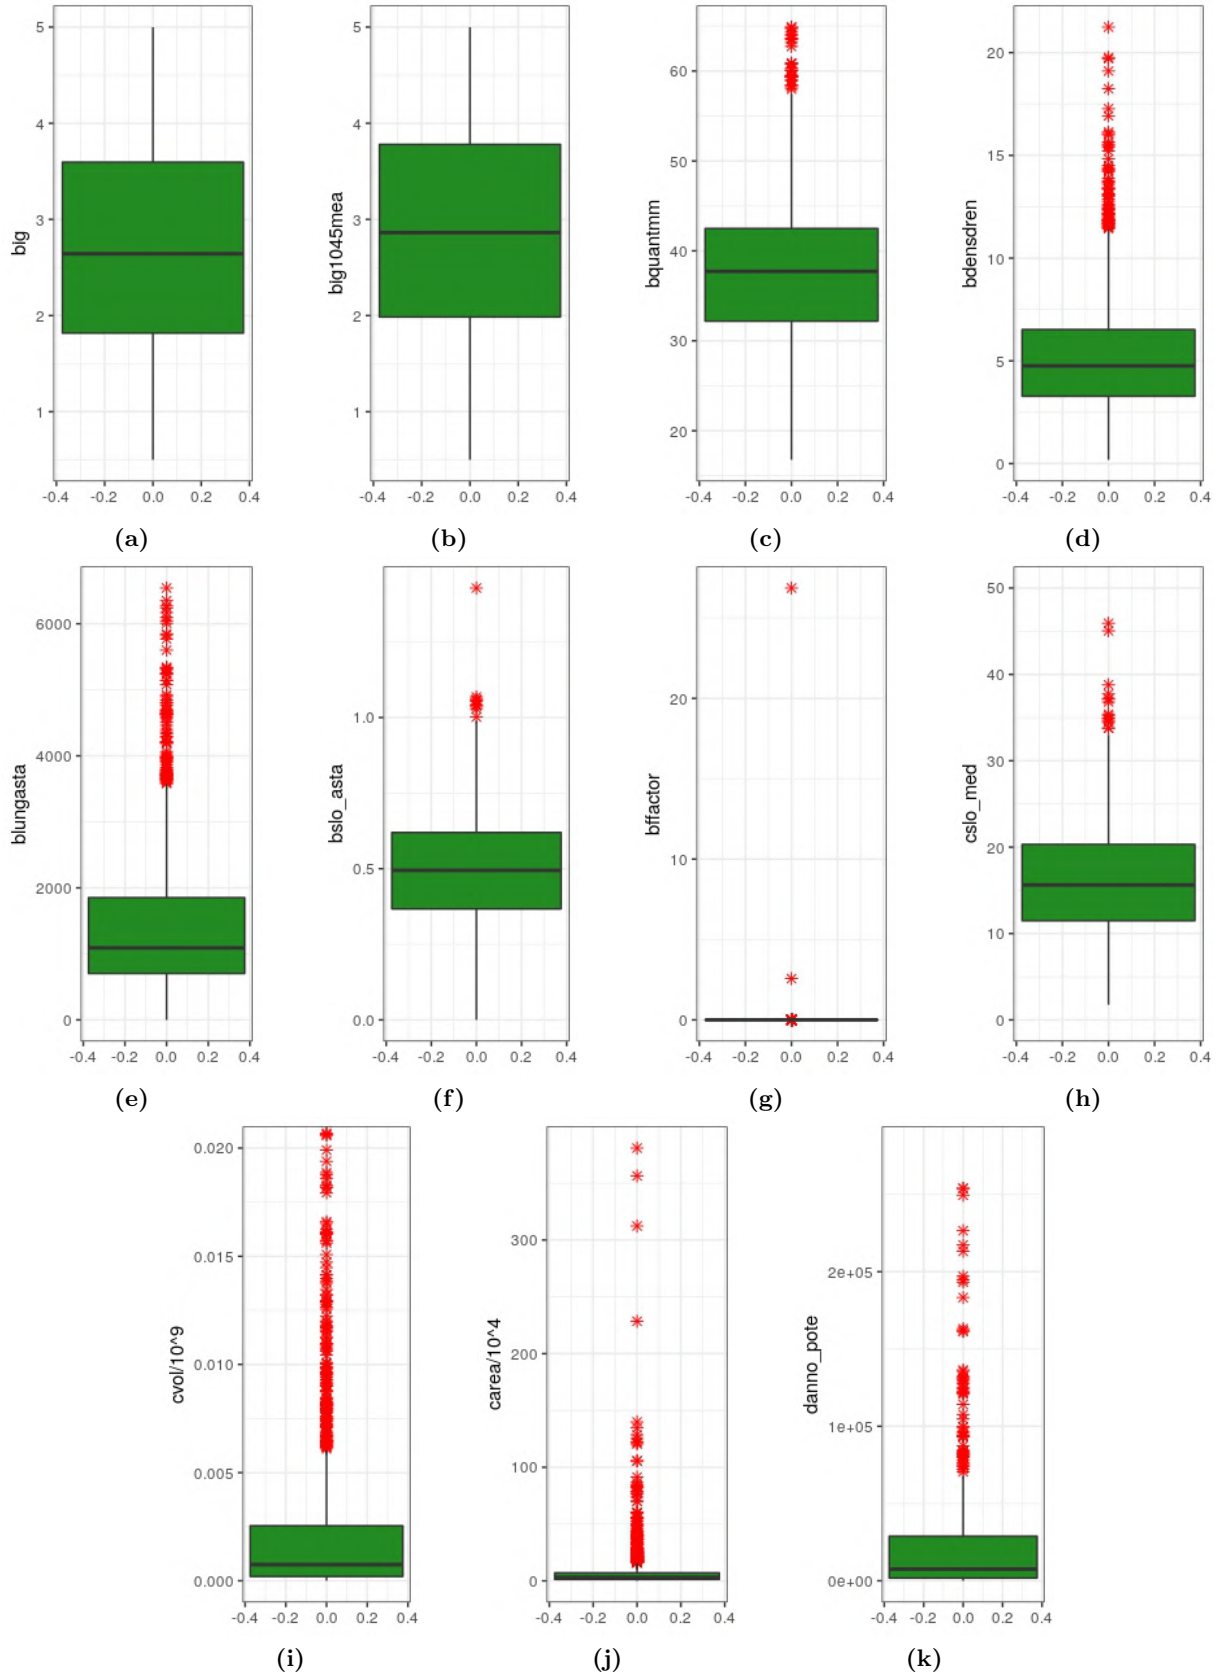 big
5
4
3
2
1
-0.4 -0.2 0.0 0.2 0.4
(a)
big1045mea
5
4
3
2
1
-0.4 -0.2 0.0 0.2 0.4
(b)
bquantmm
60
50
40
30
20
-0.4 -0.2 0.0 0.2 0.4
(c)
bdensdren
20
15
10
5
0
-0.4 -0.2 0.0 0.2 0.4
(d)
blungasta
6000
4000
2000
0
-0.4 -0.2 0.0 0.2 0.4
(e)
bslo_asta
1.0
0.5
0.0
-0.4 -0.2 0.0 0.2 0.4
(f)
bffactor
20
10
0
-0.4 -0.2 0.0 0.2 0.4
(g)
cslo_med
50
40
30
20
10
0
-0.4 -0.2 0.0 0.2 0.4
(h)
cvol/10^9
0.020
0.015
0.010
0.005
0.000
-0.4 -0.2 0.0 0.2 0.4
(i)
carea/10^4
300
200
100
0
-0.4 -0.2 0.0 0.2 0.4
(j)
danno_pote
2e+05
1e+05
0e+00
-0.4 -0.2 0.0 0.2 0.4
(k)